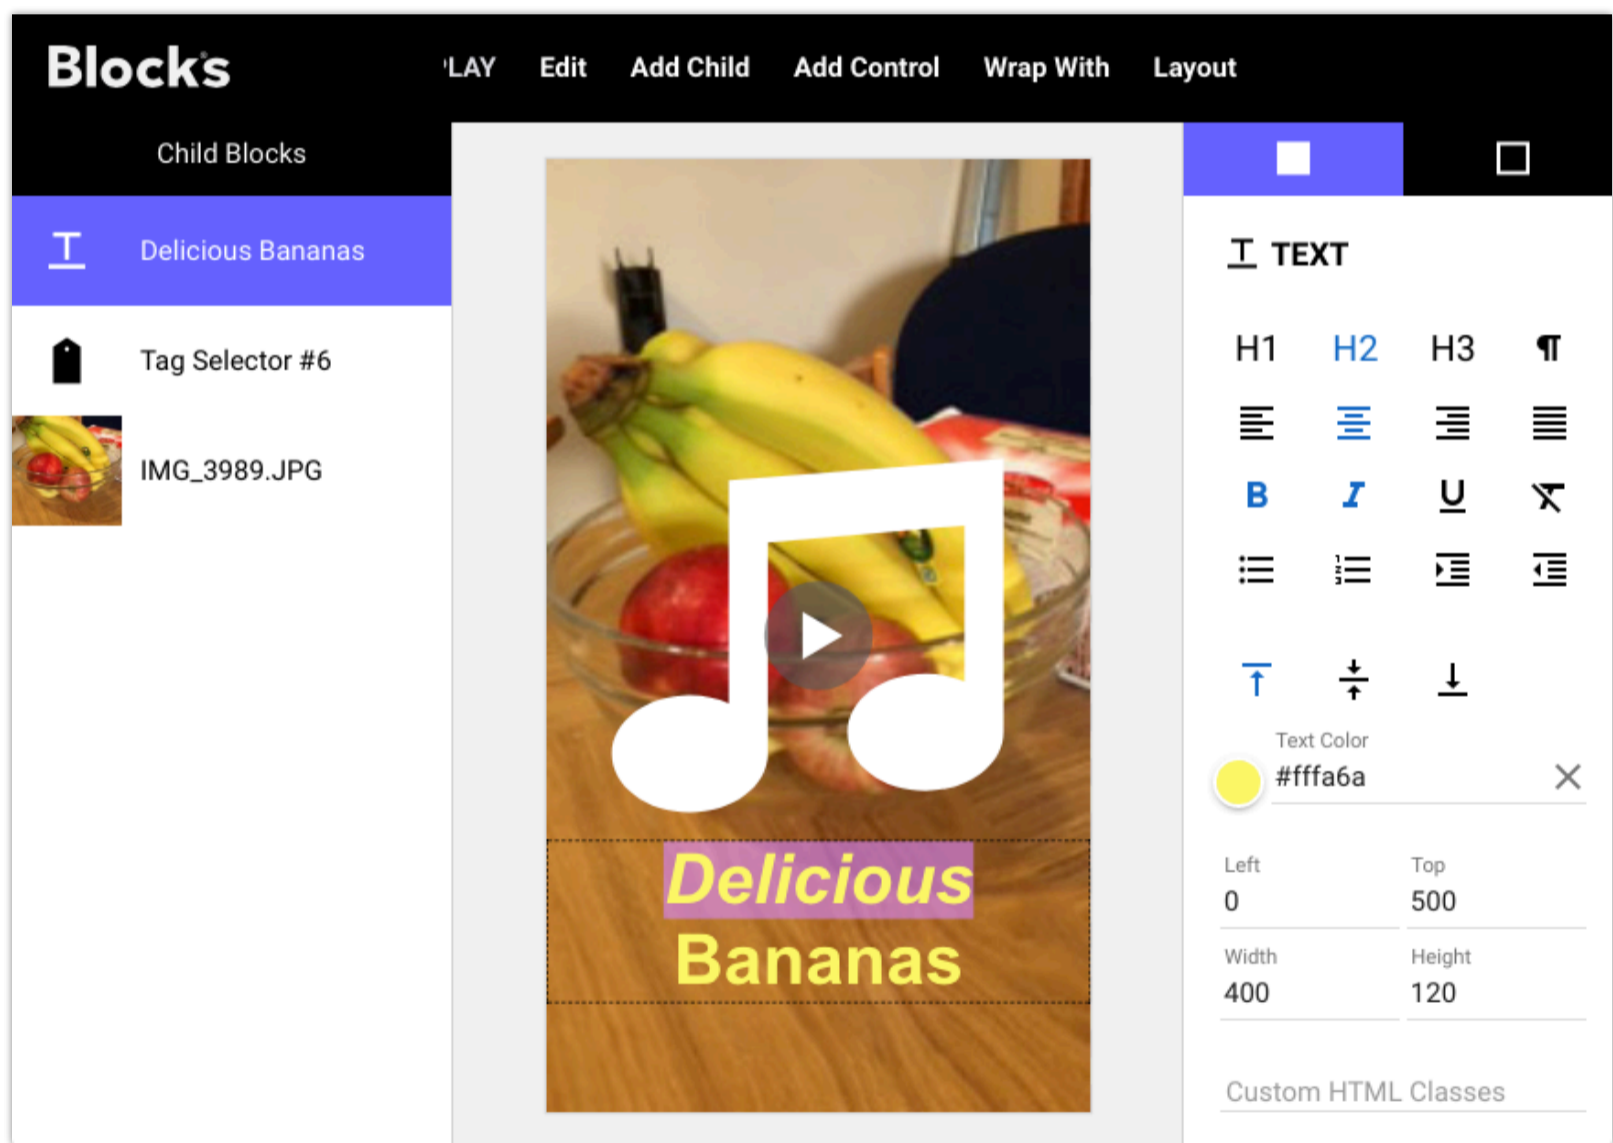 Blocks
LAY Edit Add Child Add Control Wrap With Layout
Child Blocks
Delicious Bananas
Tag Selector #6
IMG_3989.JPG
Delicious
Bananas
TEXT
H1 H2 H3 ¶
B I U
Text Color
#fffa6a
Left Top
0 500
Width Height
400 120
Custom HTML Classes